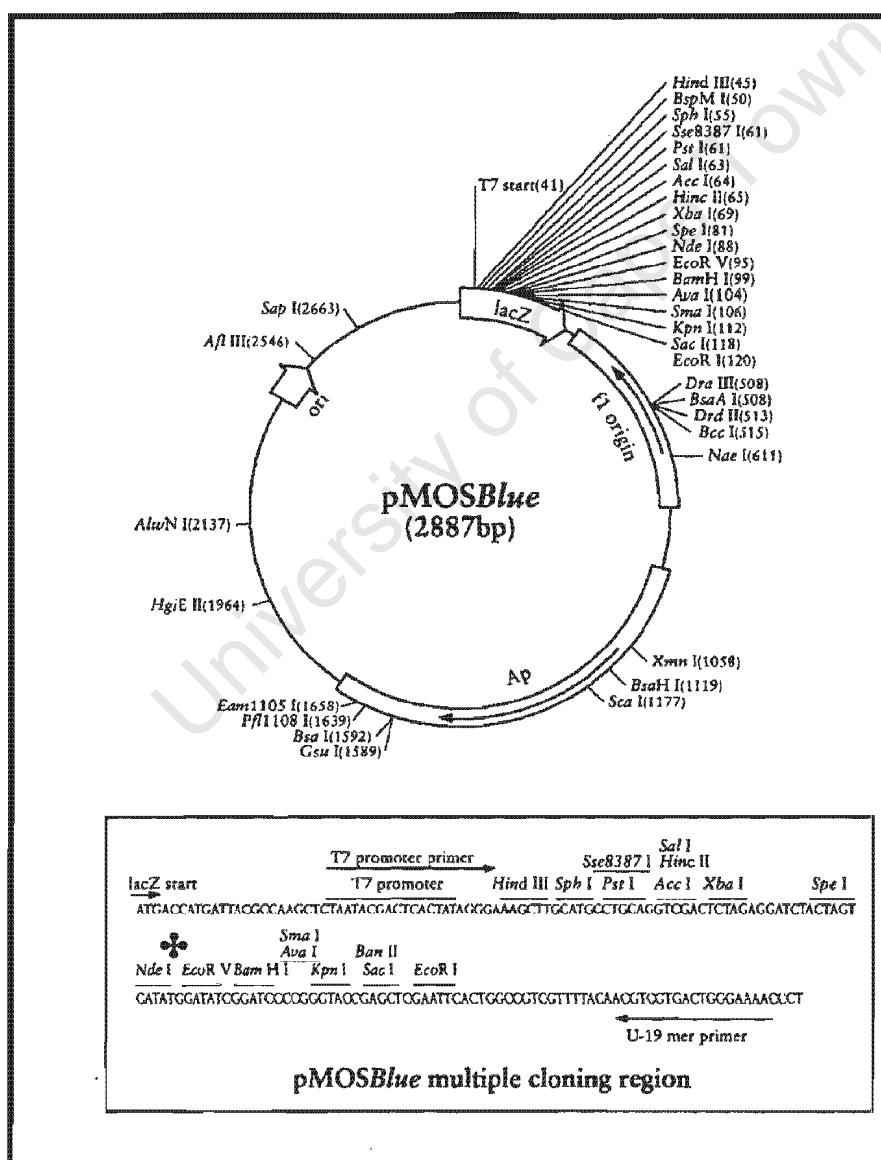 Hind III(45)
BspM I(50)
Sph I(55)
Sse8387 I(61)
Pst I(61)
Sal I(63)
Acc I(64)
Hinc II(65)
Xba I(69)
Spe I(81)
Nde I(88)
EcoR V(95)
BamH I(99)
Ava I(104)
Sma I(106)
Kpn I(112)
Sac I(118)
EcoR I(120)
T7 start(41)
lacZ
Sap I(2663)
Afl III(2546)
ori
Dra III(508)
BsaA I(508)
Drd II(513)
Bcc I(515)
Nae I(611)
f1 origin
pMOSBlue
(2887bp)
AlwN I(2137)
HgiE II(1964)
Xmn I(1058)
BsaH I(1119)
Sca I(1177)
Ap
Eam1105 I(1658)
Pfl1108 I(1639)
Bsa I(1592)
Gsu I(1589)
University of Cape Town
Sal I
T7 promoter primer Sse8387 I Hinc II
lacZ start T7 promoter Hind III Sph I Pst I Acc I Xba I Spe I
ATGACCATGATTACGCCAAGCTCTAATACGACTCACTATAGGGAAAGCTTGCATGCCTGCAGGTCGACTCTAGAGGATCTACTAGT
Sma I
Ava I Ban II
Nde I EcoR V Bam H I Kpn I Sac I EcoR I
CATATGGATATCGGATCCCCGGGTACCGAGCTCGAATTCACTGGCCGTCGTTTTACAACGTCGTGACTGGGAAAACCCT
U-19 mer primer
pMOSBlue multiple cloning region